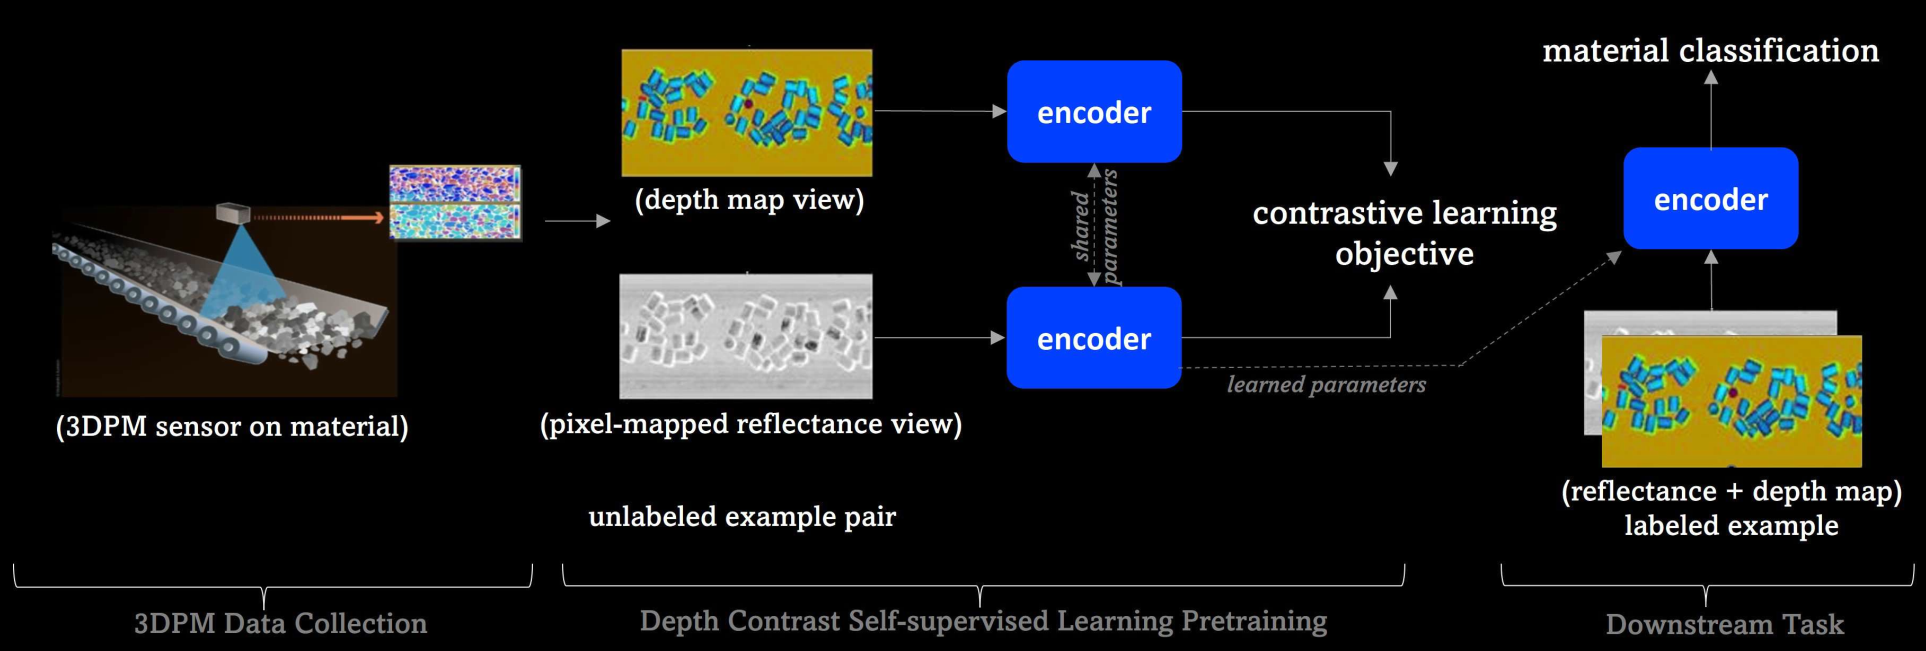 (3DPM sensor on material)
(depth map view)
(pixel-mapped reflectance view)
unlabeled example pair
encoder
shared
parameters
encoder
contrastive learning
objective
learned parameters
material classification
encoder
(reflectance + depth map)
labeled example
3DPM Data Collection
Depth Contrast Self-supervised Learning Pretraining
Downstream Task